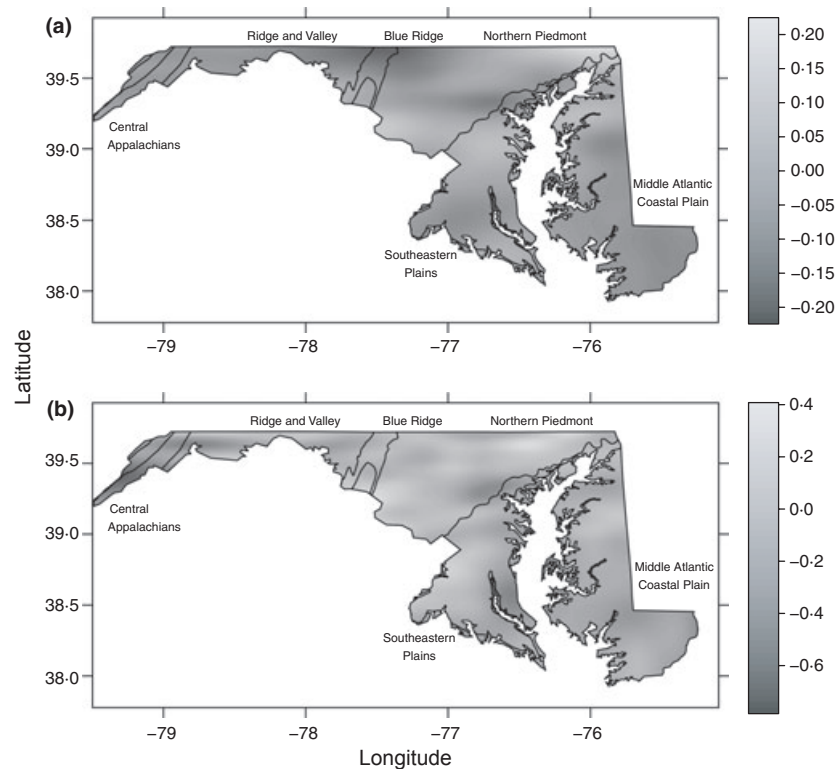 (a)
Ridge and Valley
Blue Ridge
Northern Piedmont
Central
Appalachians
Southeastern
Plains
Middle Atlantic
Coastal Plain
39·5
39·0
38·5
38·0
−79
−78
−77
−76
0·20
0·10
0·00
−0·05
−0·10
−0·15
−0·20
Latitude
(b)
Ridge and Valley
Blue Ridge
Northern Piedmont
Central
Appalachians
Southeastern
Plains
Middle Atlantic
Coastal Plain
39·5
39·0
38·5
38·0
−79
−78
−77
−76
0·4
0·2
0·0
−0·2
−0·4
−0·6
Longitude